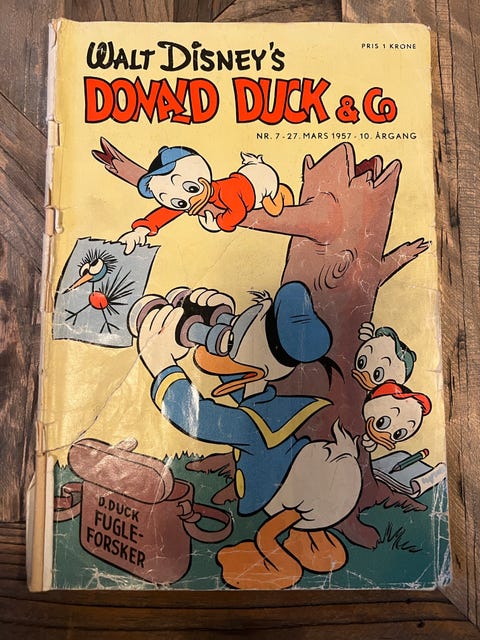 PRIS 1 KRONE
WALT DISNEY'S
DONALD DUCK & Co
NR. 7 - 27. MARS 1957 - 10. ÅRGANG
D. DUCK
FUGLE-
FORSKER